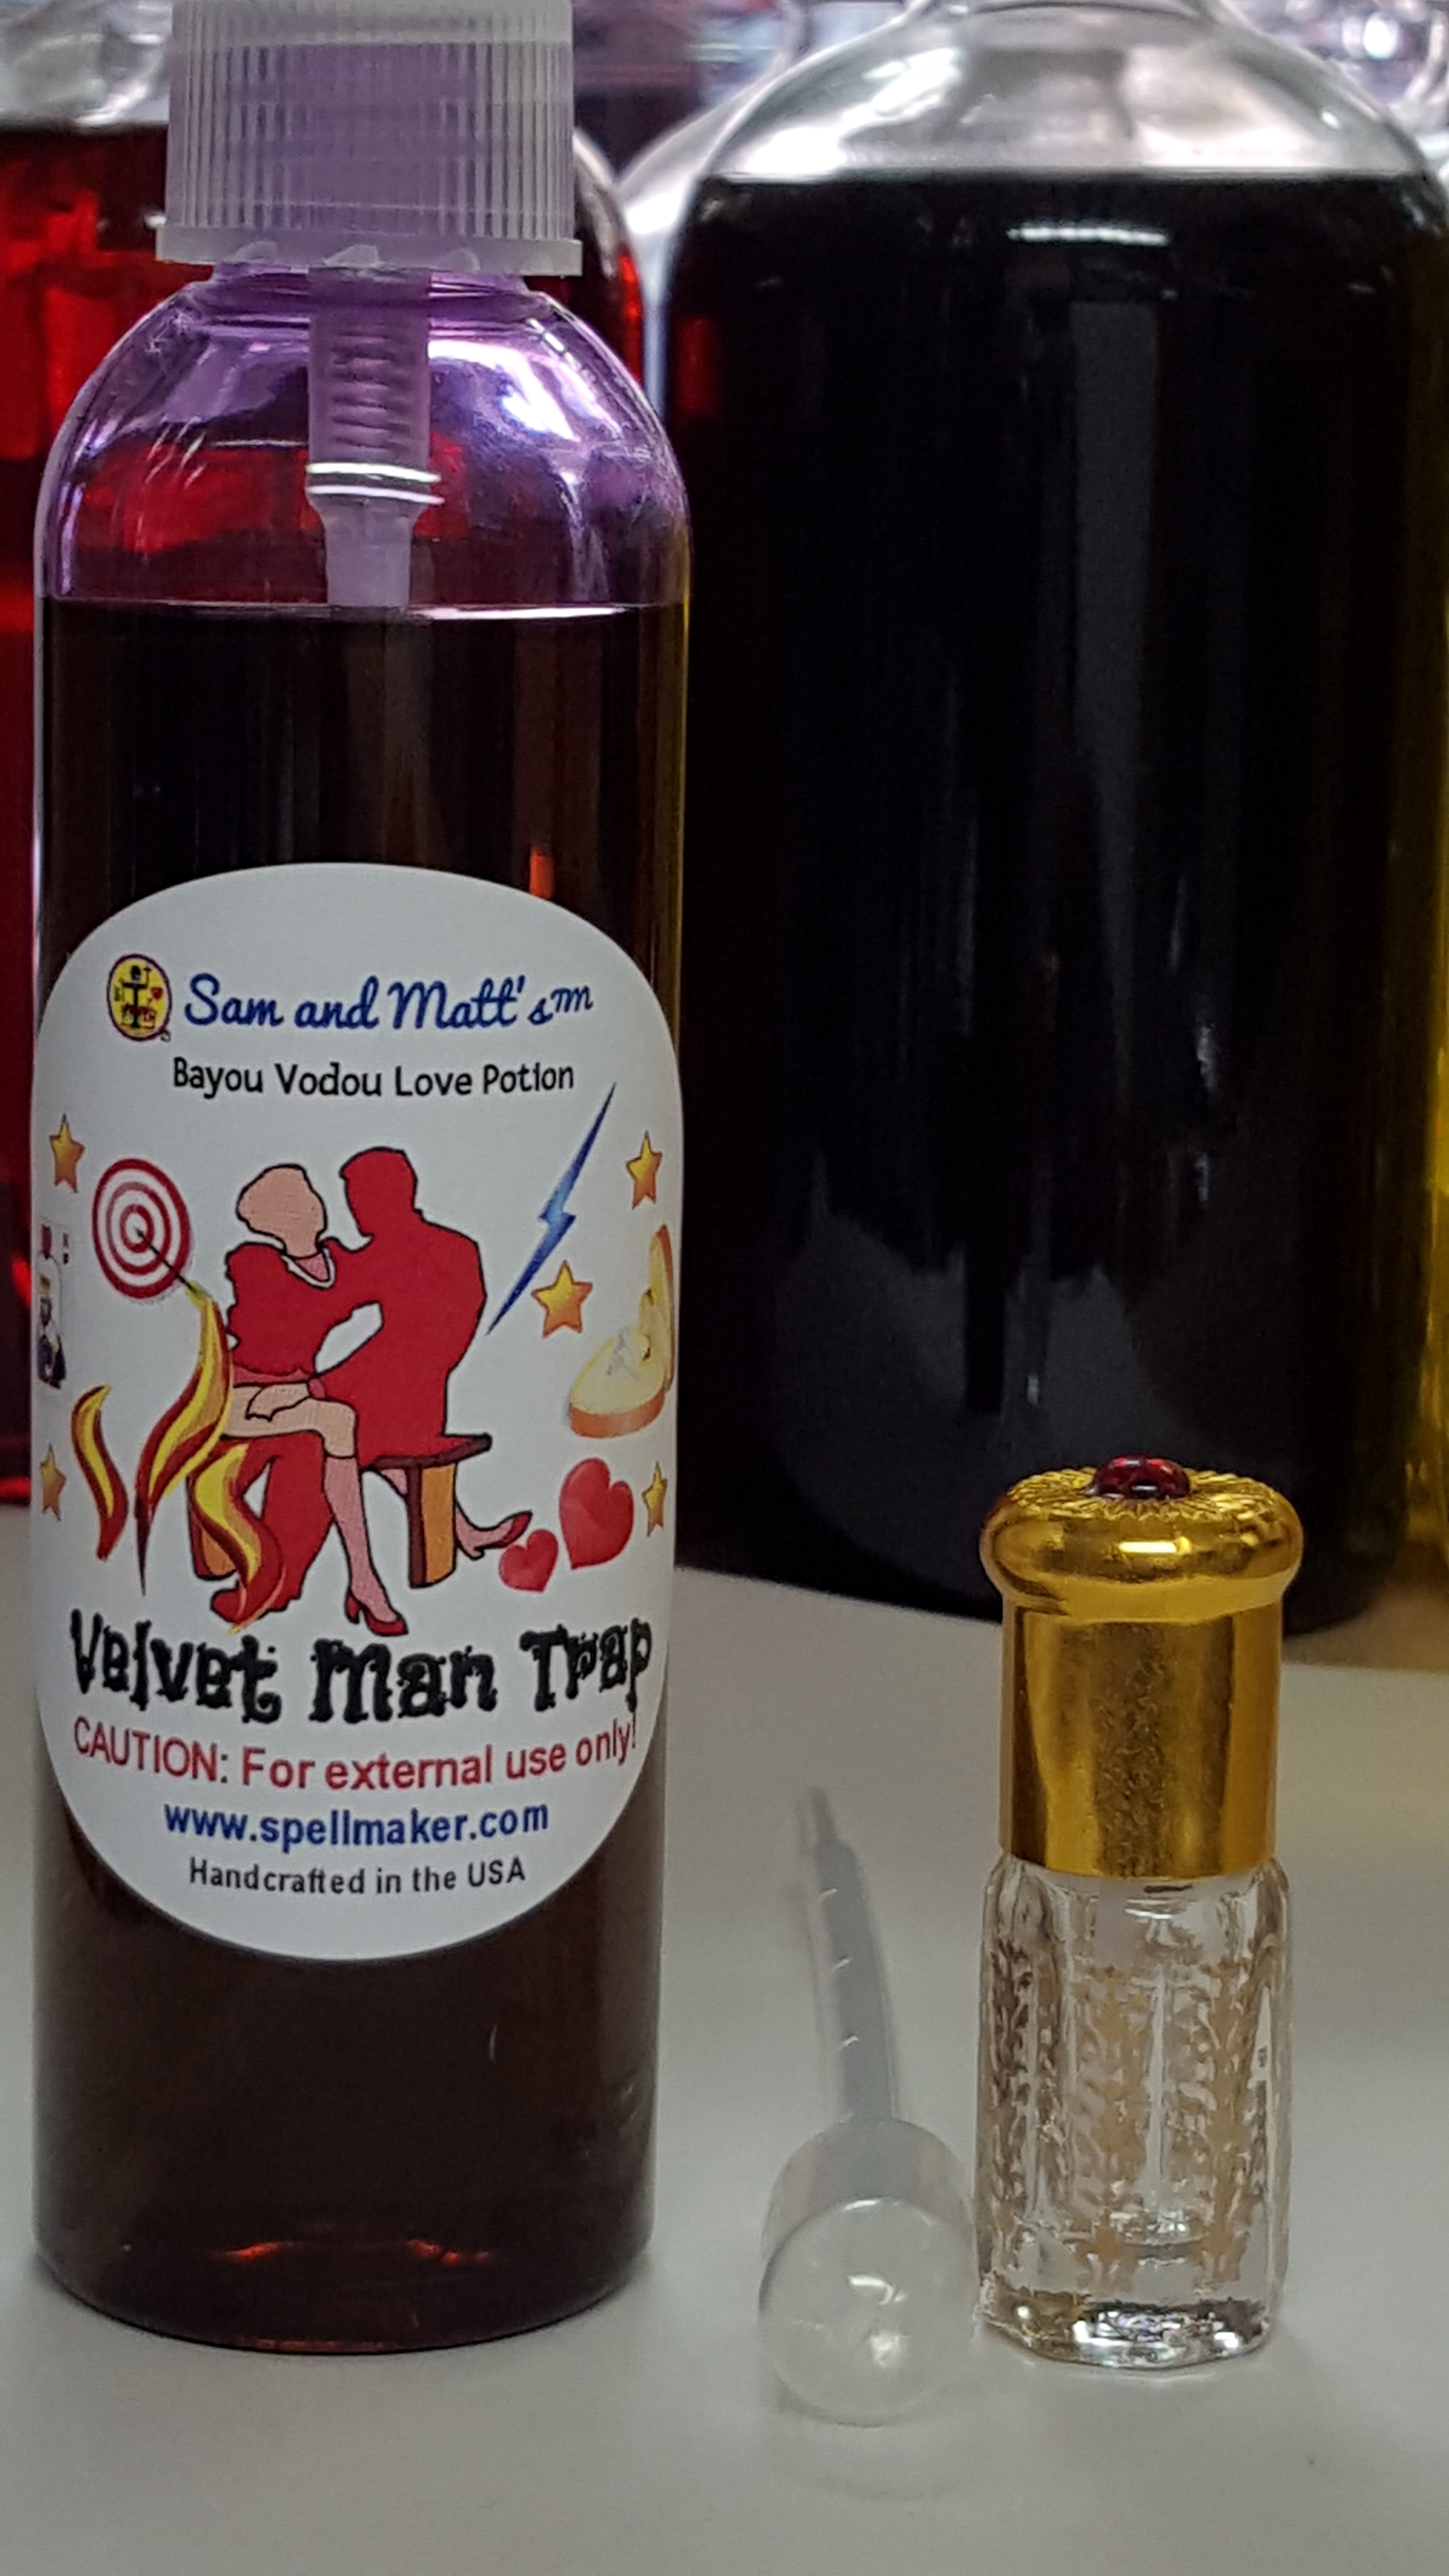 Sam and Matt's™
Bayou Vodou Love Potion
Velvet Man Trap
CAUTION: For external use only!
www.spellmaker.com
Handcrafted in the USA